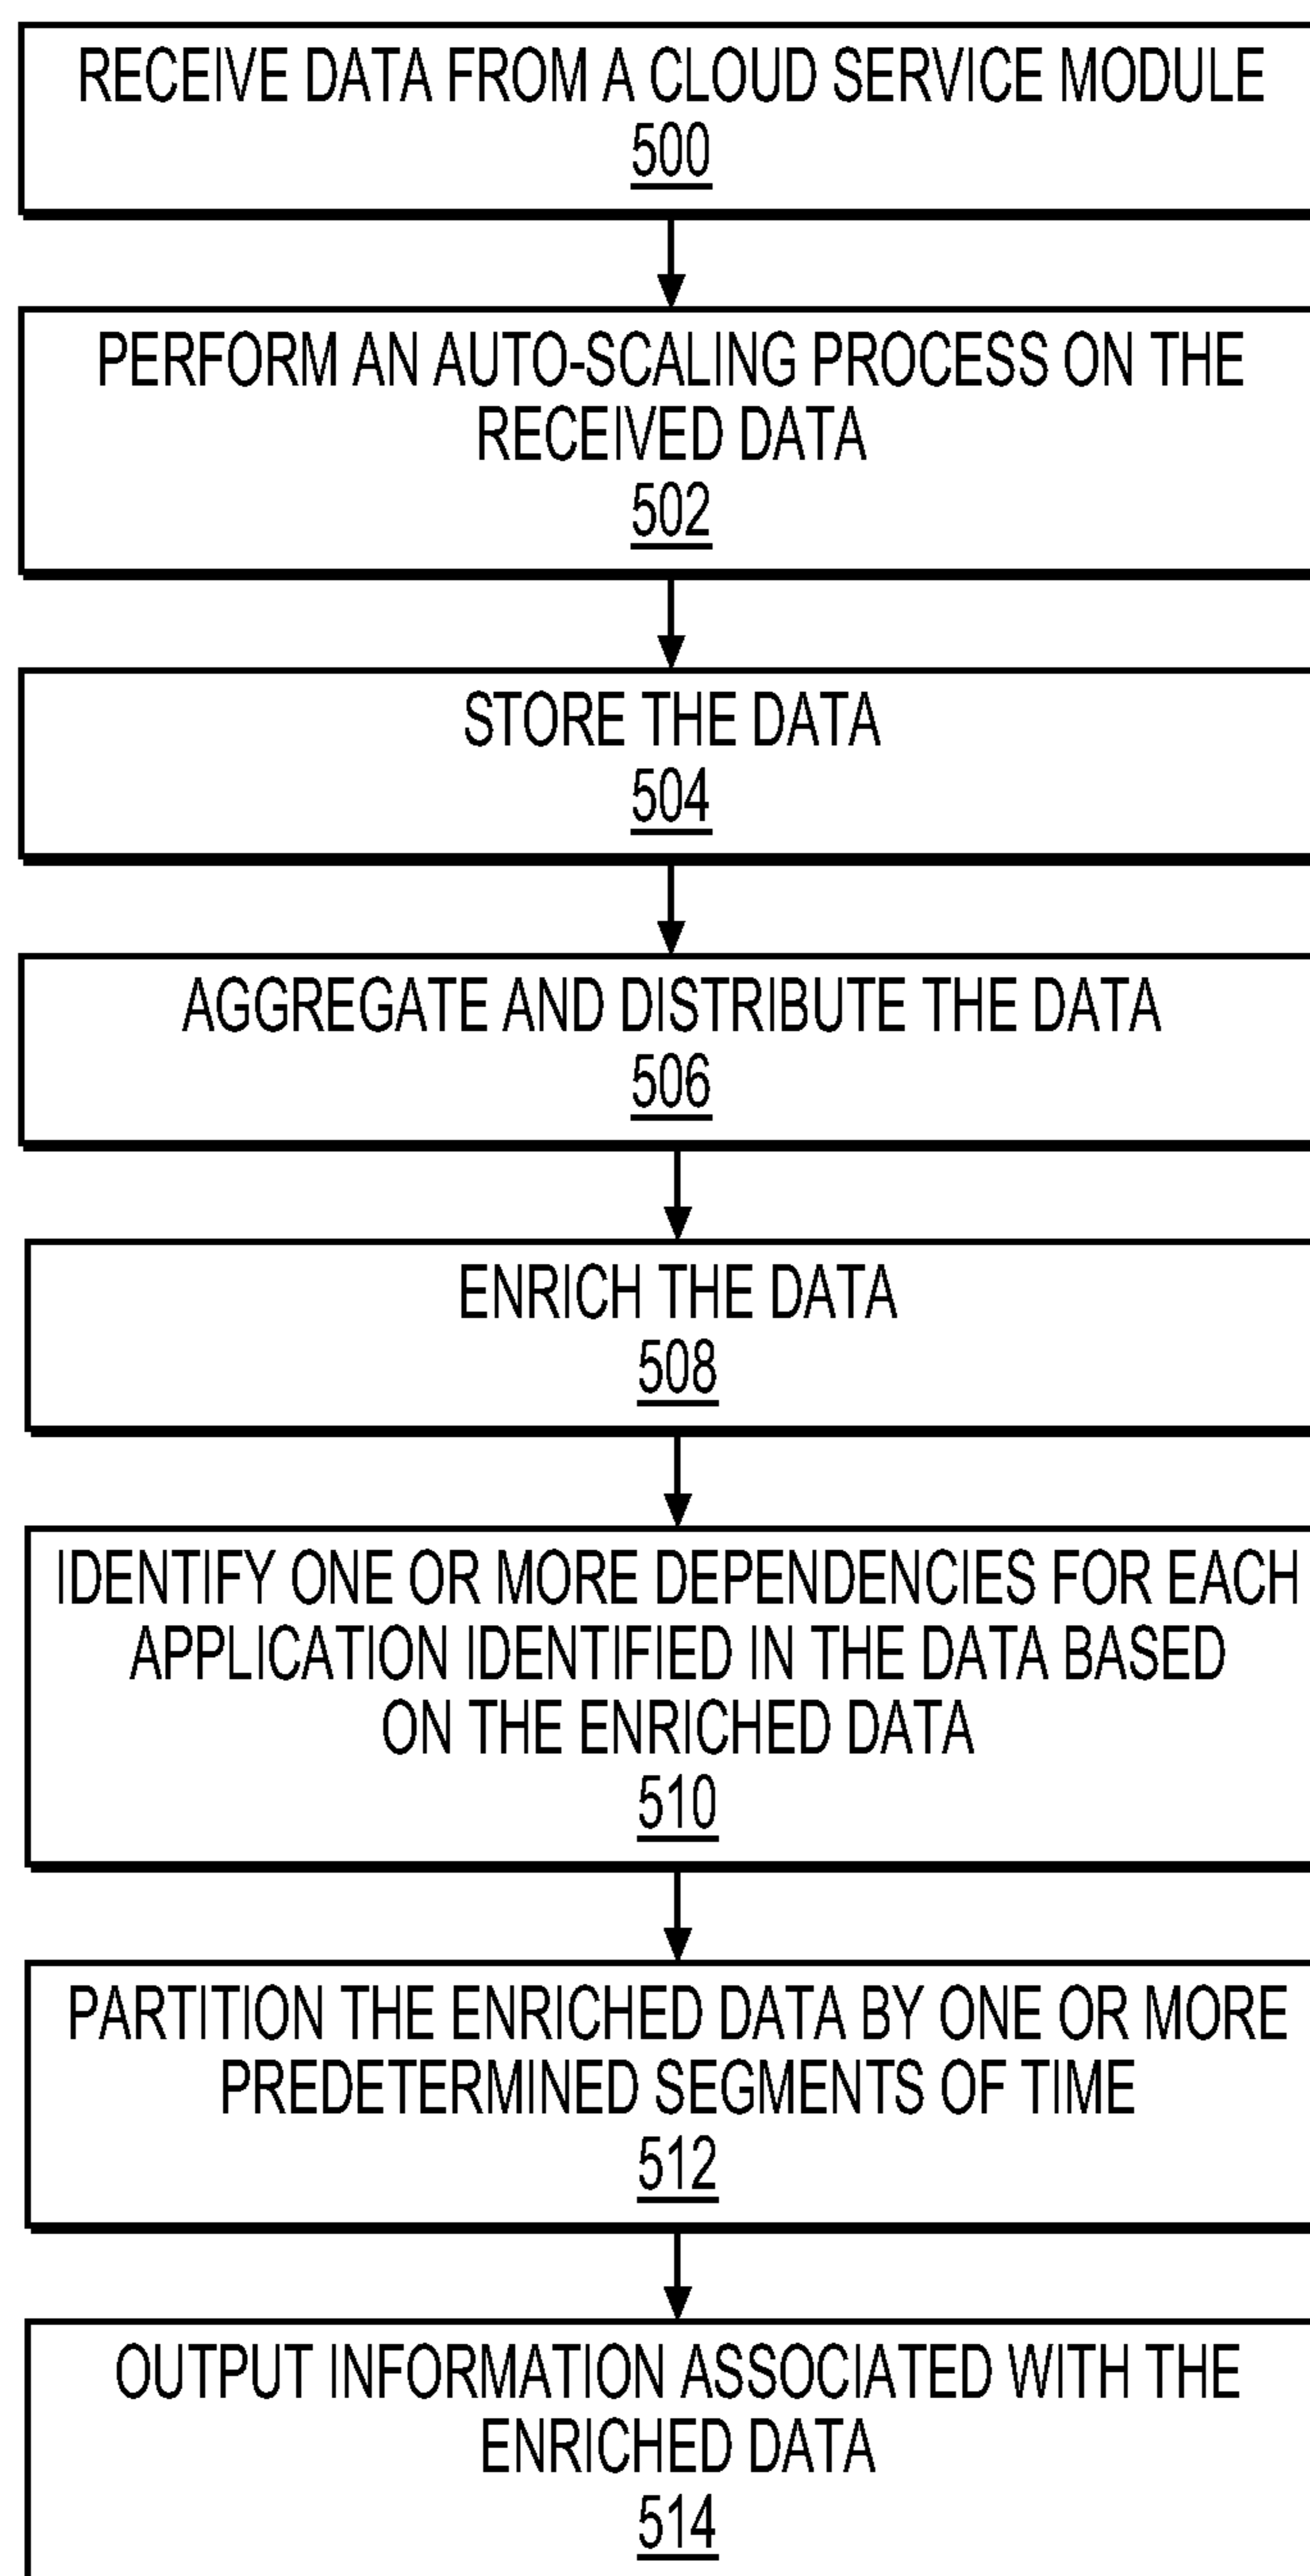 RECEIVE DATA FROM A CLOUD SERVICE MODULE
500
PERFORM AN AUTO-SCALING PROCESS ON THE
RECEIVED DATA
502
STORE THE DATA
504
AGGREGATE AND DISTRIBUTE THE DATA
506
ENRICH THE DATA
508
IDENTIFY ONE OR MORE DEPENDENCIES FOR EACH
APPLICATION IDENTIFIED IN THE DATA BASED
ON THE ENRICHED DATA
510
PARTITION THE ENRICHED DATA BY ONE OR MORE
PREDETERMINED SEGMENTS OF TIME
512
OUTPUT INFORMATION ASSOCIATED WITH THE
ENRICHED DATA
514